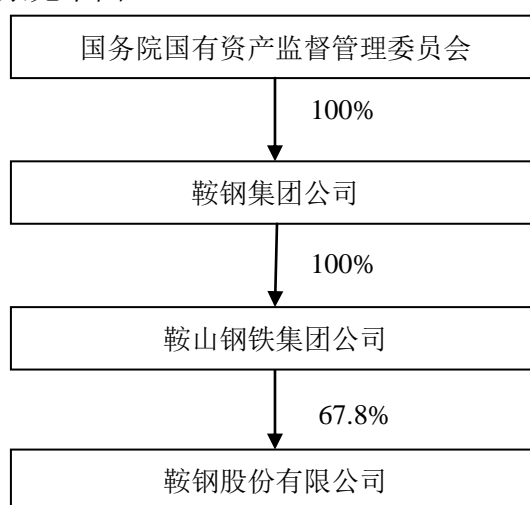 国务院国有资产监督管理委员会
100%
鞍钢集团公司
100%
鞍山钢铁集团公司
67.8%
鞍钢股份有限公司